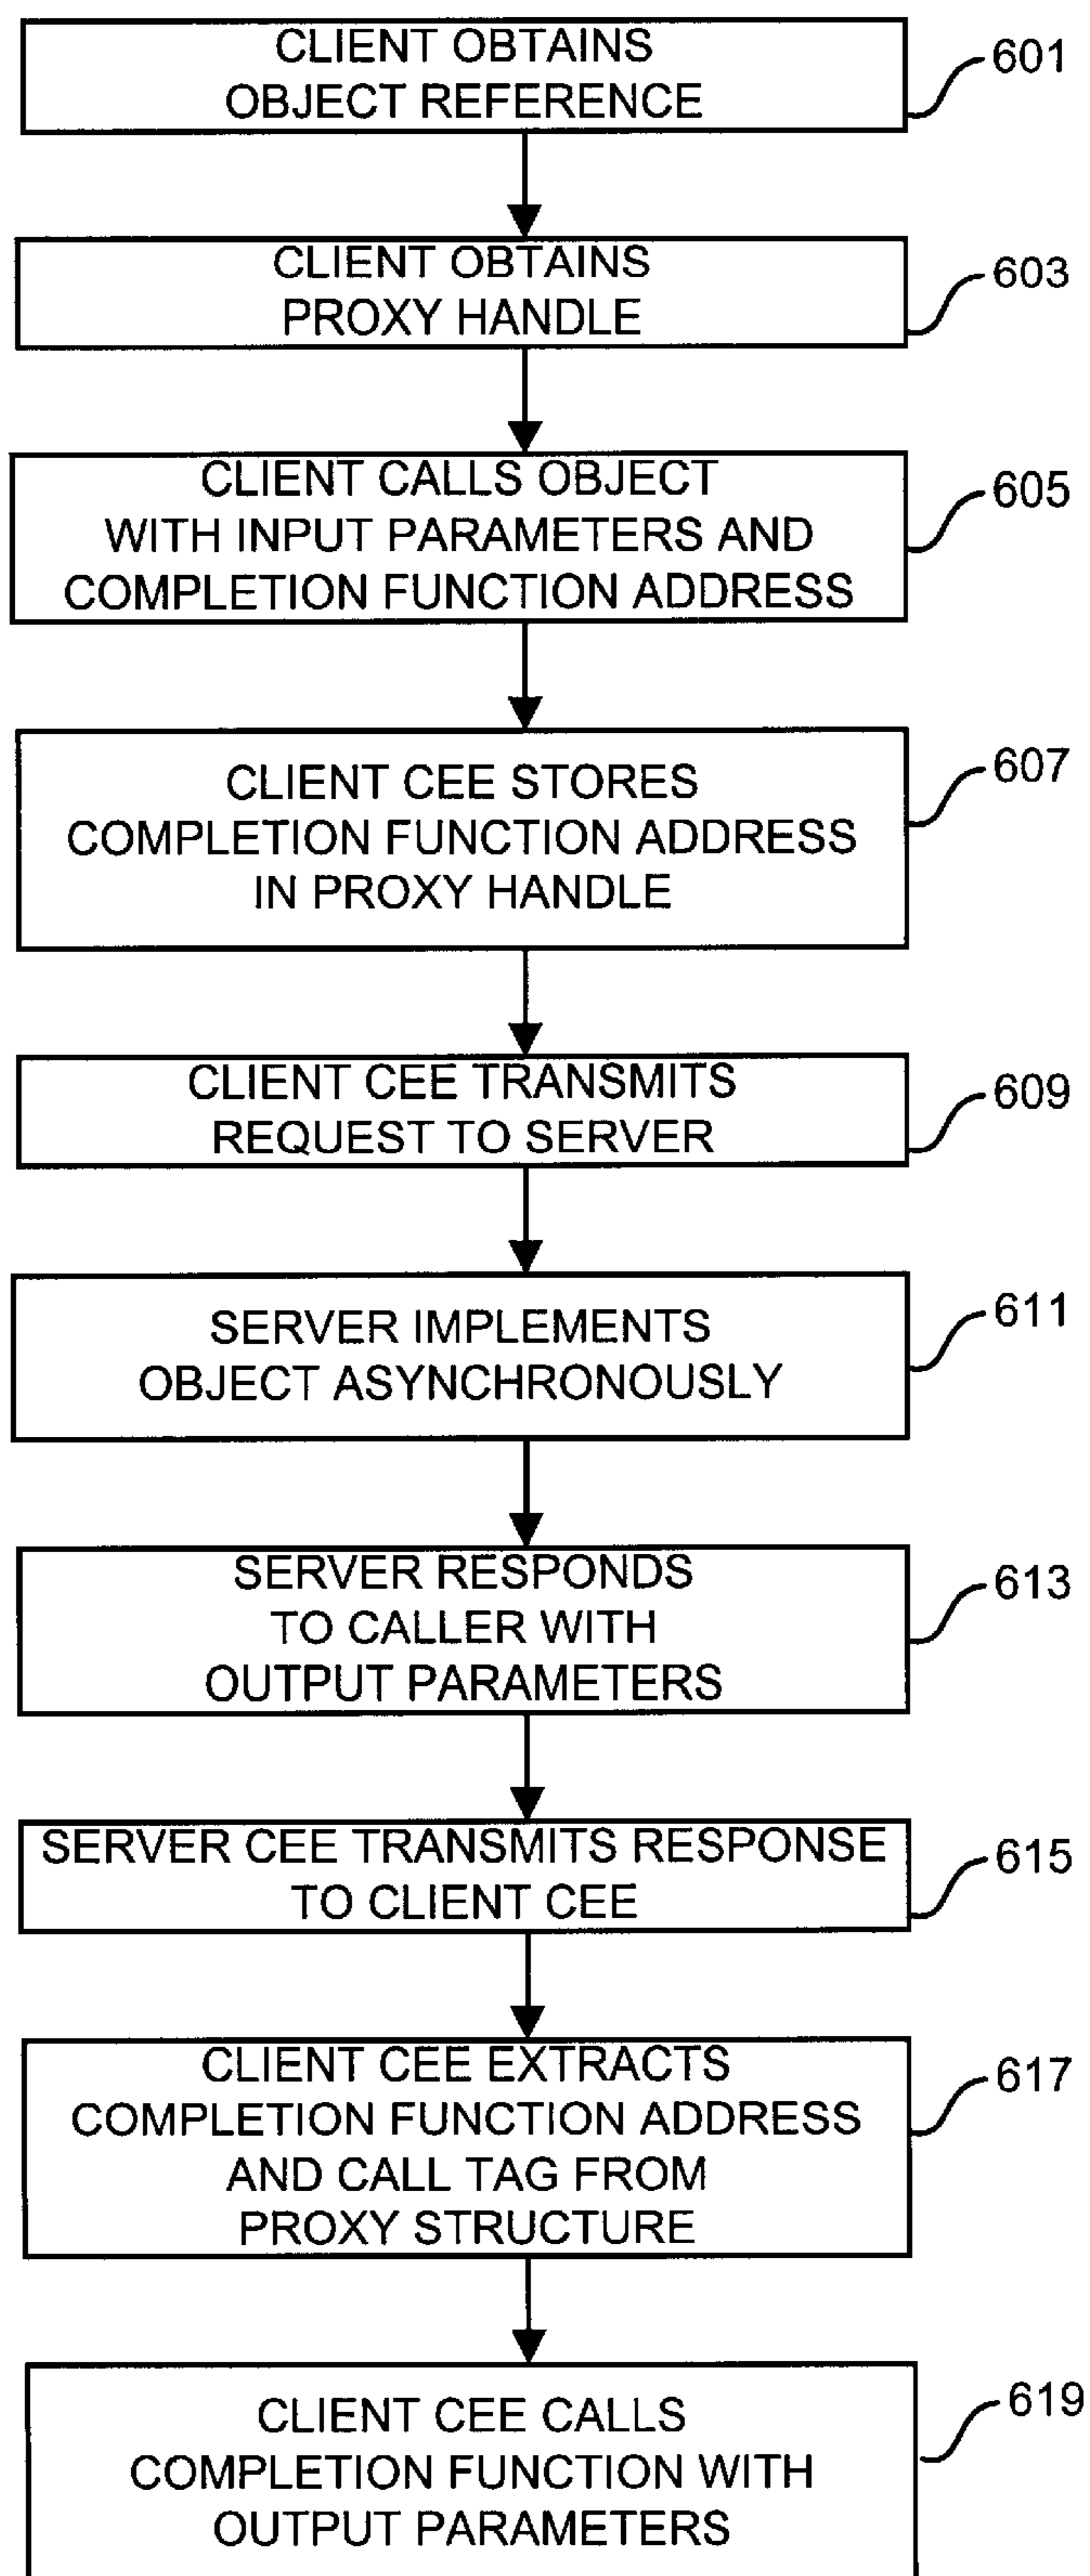 CLIENT OBTAINS
OBJECT REFERENCE
601
CLIENT OBTAINS
PROXY HANDLE
603
CLIENT CALLS OBJECT
WITH INPUT PARAMETERS AND
COMPLETION FUNCTION ADDRESS
605
CLIENT CEE STORES
COMPLETION FUNCTION ADDRESS
IN PROXY HANDLE
607
CLIENT CEE TRANSMITS
REQUEST TO SERVER
609
SERVER IMPLEMENTS
OBJECT ASYNCHRONOUSLY
611
SERVER RESPONDS
TO CALLER WITH
OUTPUT PARAMETERS
613
SERVER CEE TRANSMITS RESPONSE
TO CLIENT CEE
615
CLIENT CEE EXTRACTS
COMPLETION FUNCTION ADDRESS
AND CALL TAG FROM
PROXY STRUCTURE
617
CLIENT CEE CALLS
COMPLETION FUNCTION WITH
OUTPUT PARAMETERS
619